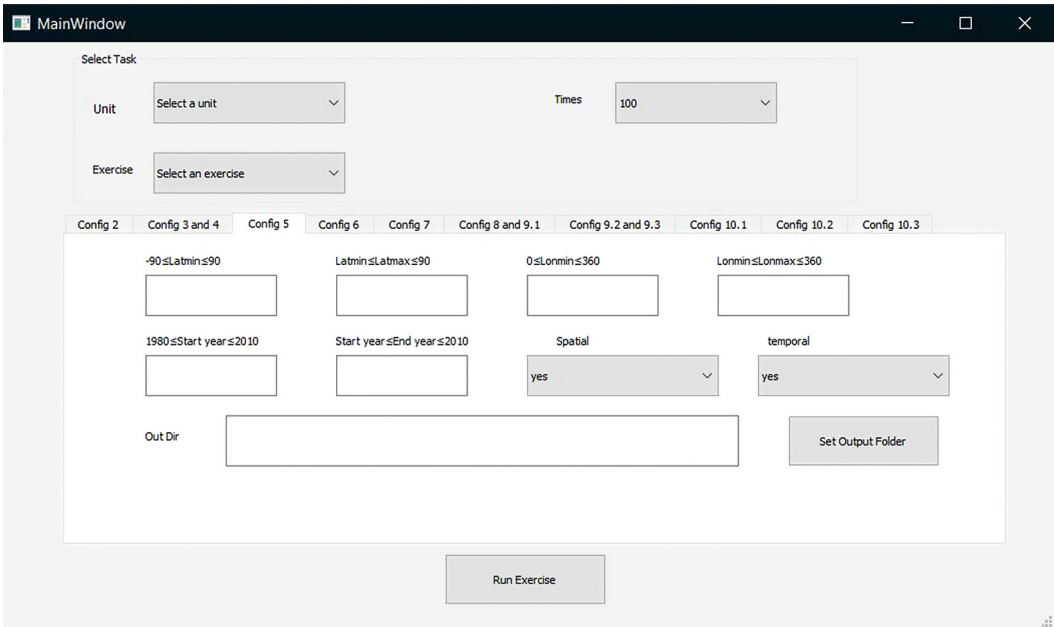 MainWindow
Select Task
Unit
Select a unit
Times
100
Exercise
Select an exercise
Config 2
Config 3 and 4
Config 5
Config 6
Config 7
Config 8 and 9.1
Config 9.2 and 9.3
Config 10.1
Config 10.2
Config 10.3
-90≤Latmin≤90
Latmin≤Latmax≤90
0≤Lonmin≤360
Lonmin≤Lonmax≤360
1980≤Start year≤2010
Start year≤End year≤2010
Spatial
temporal
yes
yes
Out Dir
Set Output Folder
Run Exercise